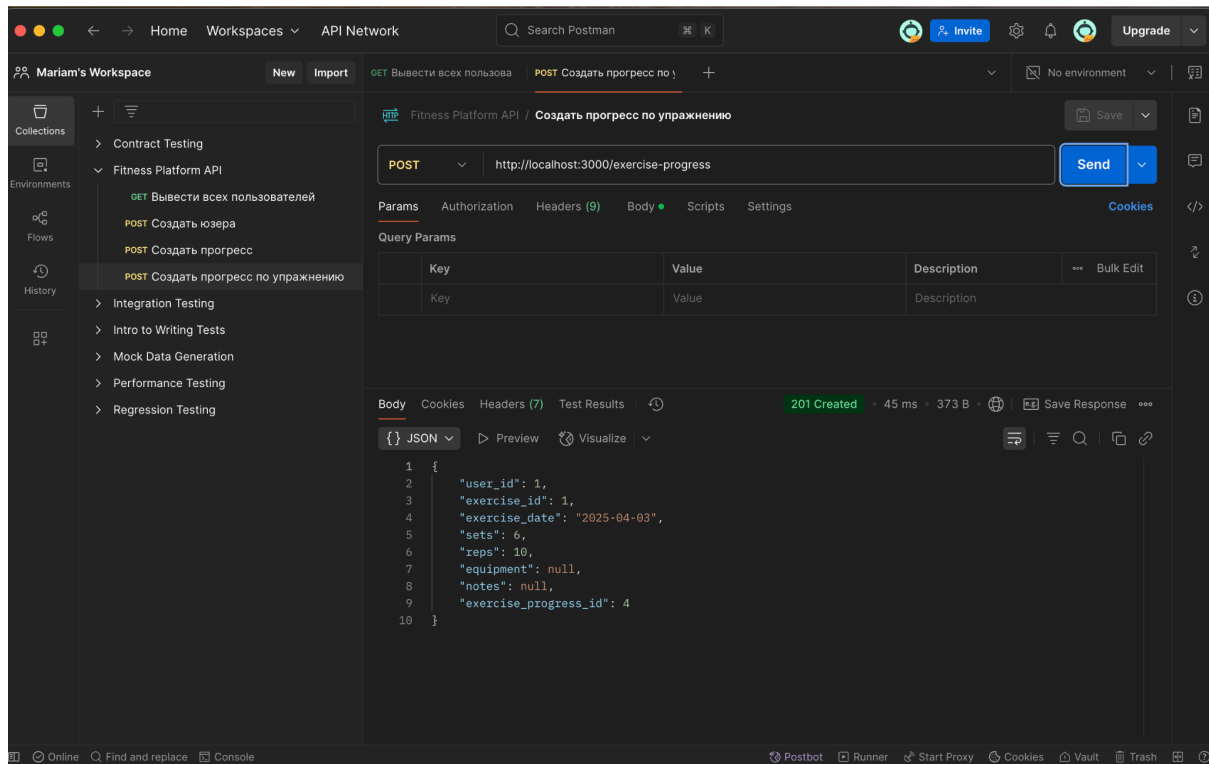 Home Workspaces API Network Search Postman ⌘ K Invite Upgrade
Mariam's Workspace New Import GET Вывести всех пользова POST Создать прогресс по у No environment
Collections
Environments
Flows
History
Contract Testing
Fitness Platform API
GET Вывести всех пользователей
POST Создать юзера
POST Создать прогресс
POST Создать прогресс по упражнению
Integration Testing
Intro to Writing Tests
Mock Data Generation
Performance Testing
Regression Testing
HTTP Fitness Platform API / Создать прогресс по упражнению Save
POST http://localhost:3000/exercise-progress Send
Params Authorization Headers (9) Body Scripts Settings Cookies
Query Params
Key Value Description Bulk Edit
Key Value Description
Body Cookies Headers (7) Test Results 201 Created 45 ms 373 B e.g. Save Response
{} JSON Preview Visualize
1 {
2 "user_id": 1,
3 "exercise_id": 1,
4 "exercise_date": "2025-04-03",
5 "sets": 6,
6 "reps": 10,
7 "equipment": null,
8 "notes": null,
9 "exercise_progress_id": 4
10 }
Online Find and replace Console Postbot Runner Start Proxy Cookies Vault Trash